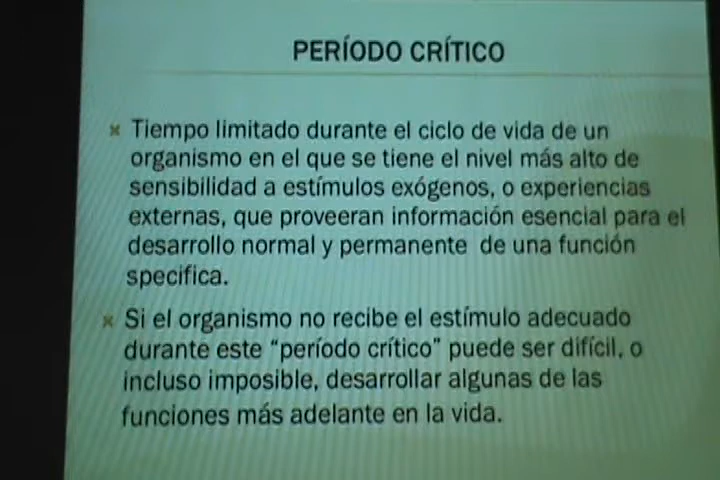 PERÍODO CRÍTICO
Tiempo limitado durante el ciclo de vida de un
organismo en el que se tiene el nivel más alto de
sensibilidad a estímulos exógenos, o experiencias
externas, que proveeran información esencial para el
desarrollo normal y permanente de una función
specifica.
Si el organismo no recibe el estímulo adecuado
durante este “período crítico” puede ser difícil, o
incluso imposible, desarrollar algunas de las
funciones más adelante en la vida.